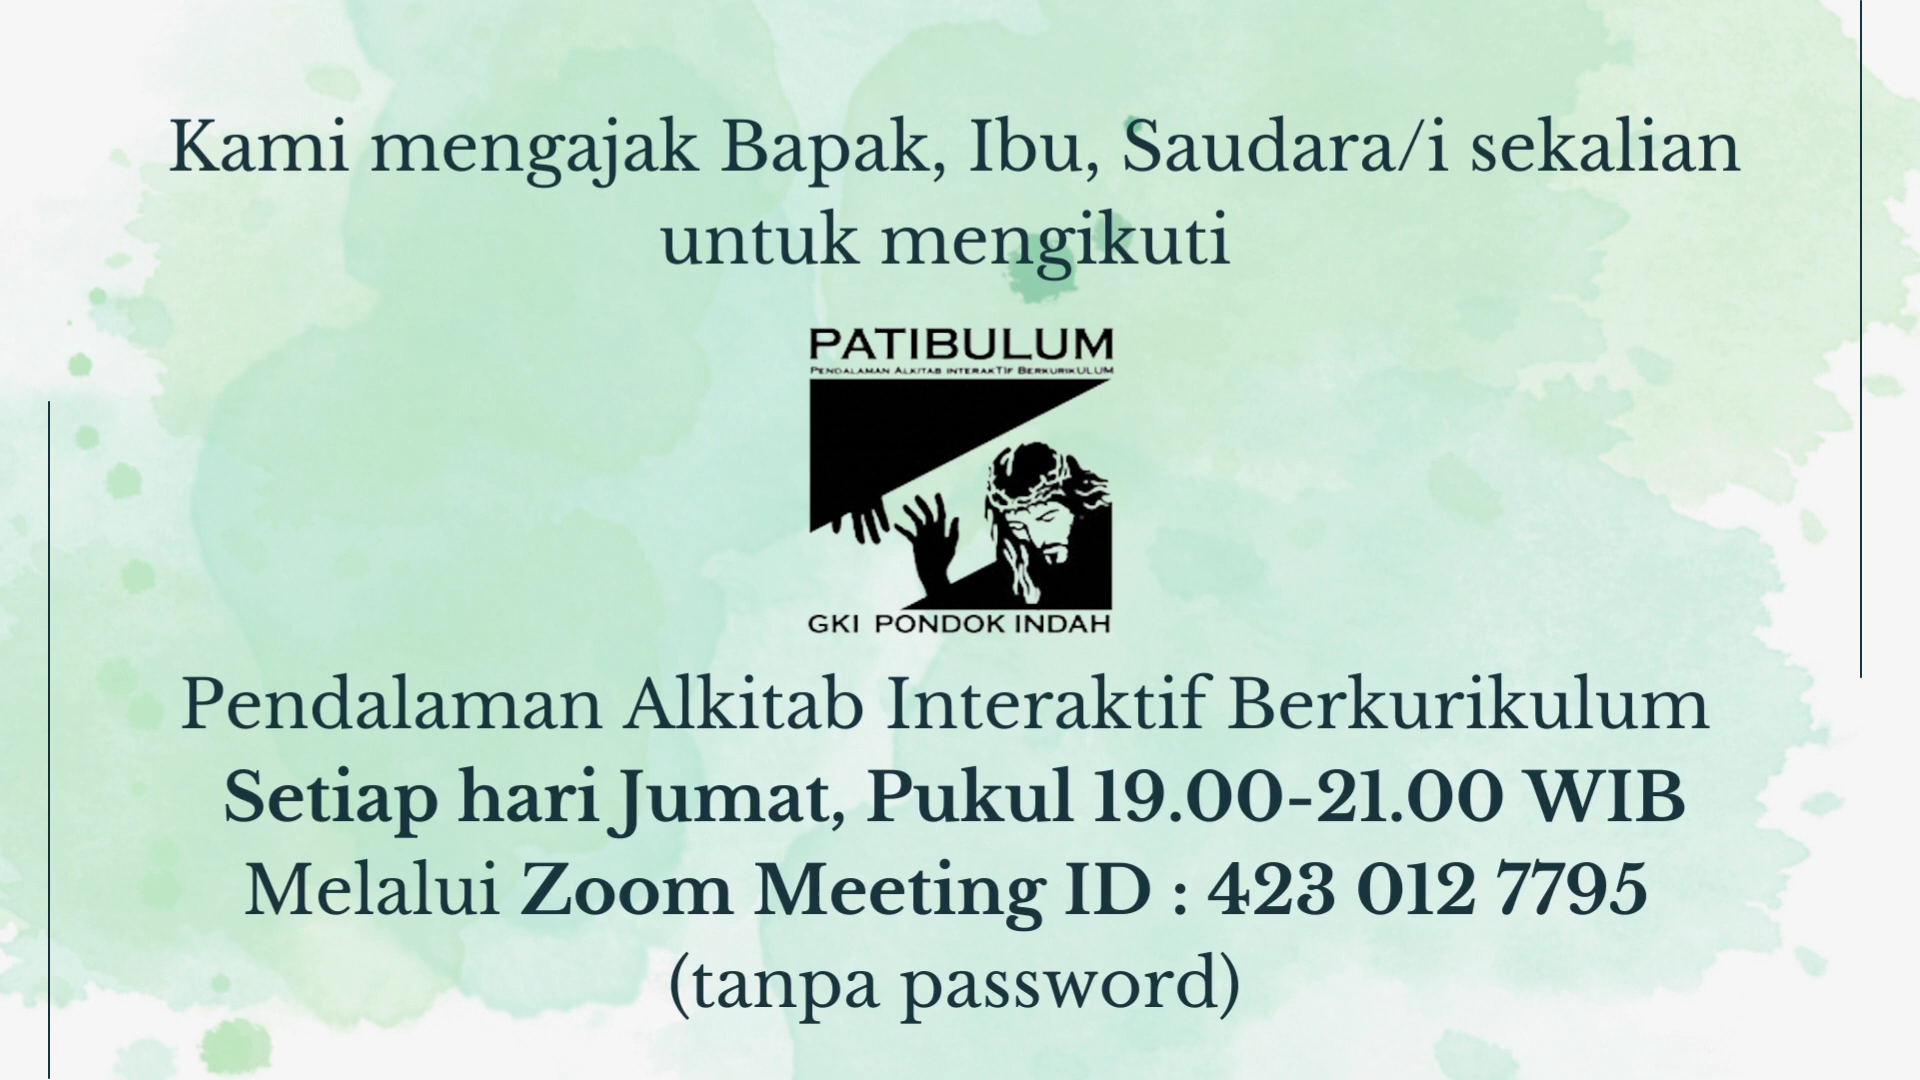 Kami mengajak Bapak, Ibu, Saudara/i sekalian
untuk mengikuti
PATIBULUM
PENDALAMAN ALKITAB INTERAKTIF BERKURIKULUM
GKI PONDOK INDAH
Pendalaman Alkitab Interaktif Berkurikulum
Setiap hari Jumat, Pukul 19.00-21.00 WIB
Melalui Zoom Meeting ID : 423 012 7795
(tanpa password)